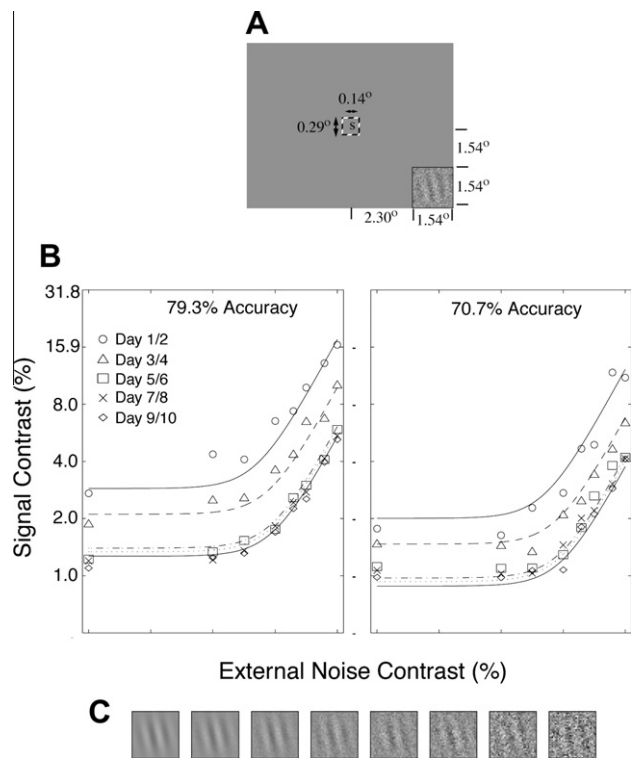 A
0.14°
0.29°
S
1.54°
1.54°
2.30°
1.54°
B
31.8
15.9
8.0
4.0
2.0
1.0
Signal Contrast (%)
79.3% Accuracy
Day 1/2
Day 3/4
Day 5/6
Day 7/8
Day 9/10
70.7% Accuracy
External Noise Contrast (%)
C